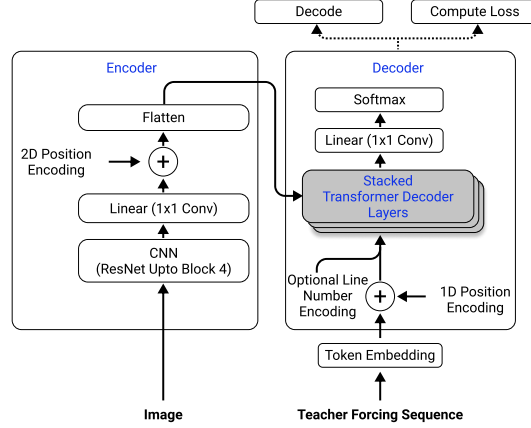 Decode
Compute Loss
Encoder
Flatten
2D Position
Encoding
+
Linear (1x1 Conv)
CNN
(ResNet Upto Block 4)
Image
Decoder
Softmax
Linear (1x1 Conv)
Stacked
Transformer Decoder
Layers
Optional Line
Number
Encoding
+
1D Position
Encoding
Token Embedding
Teacher Forcing Sequence